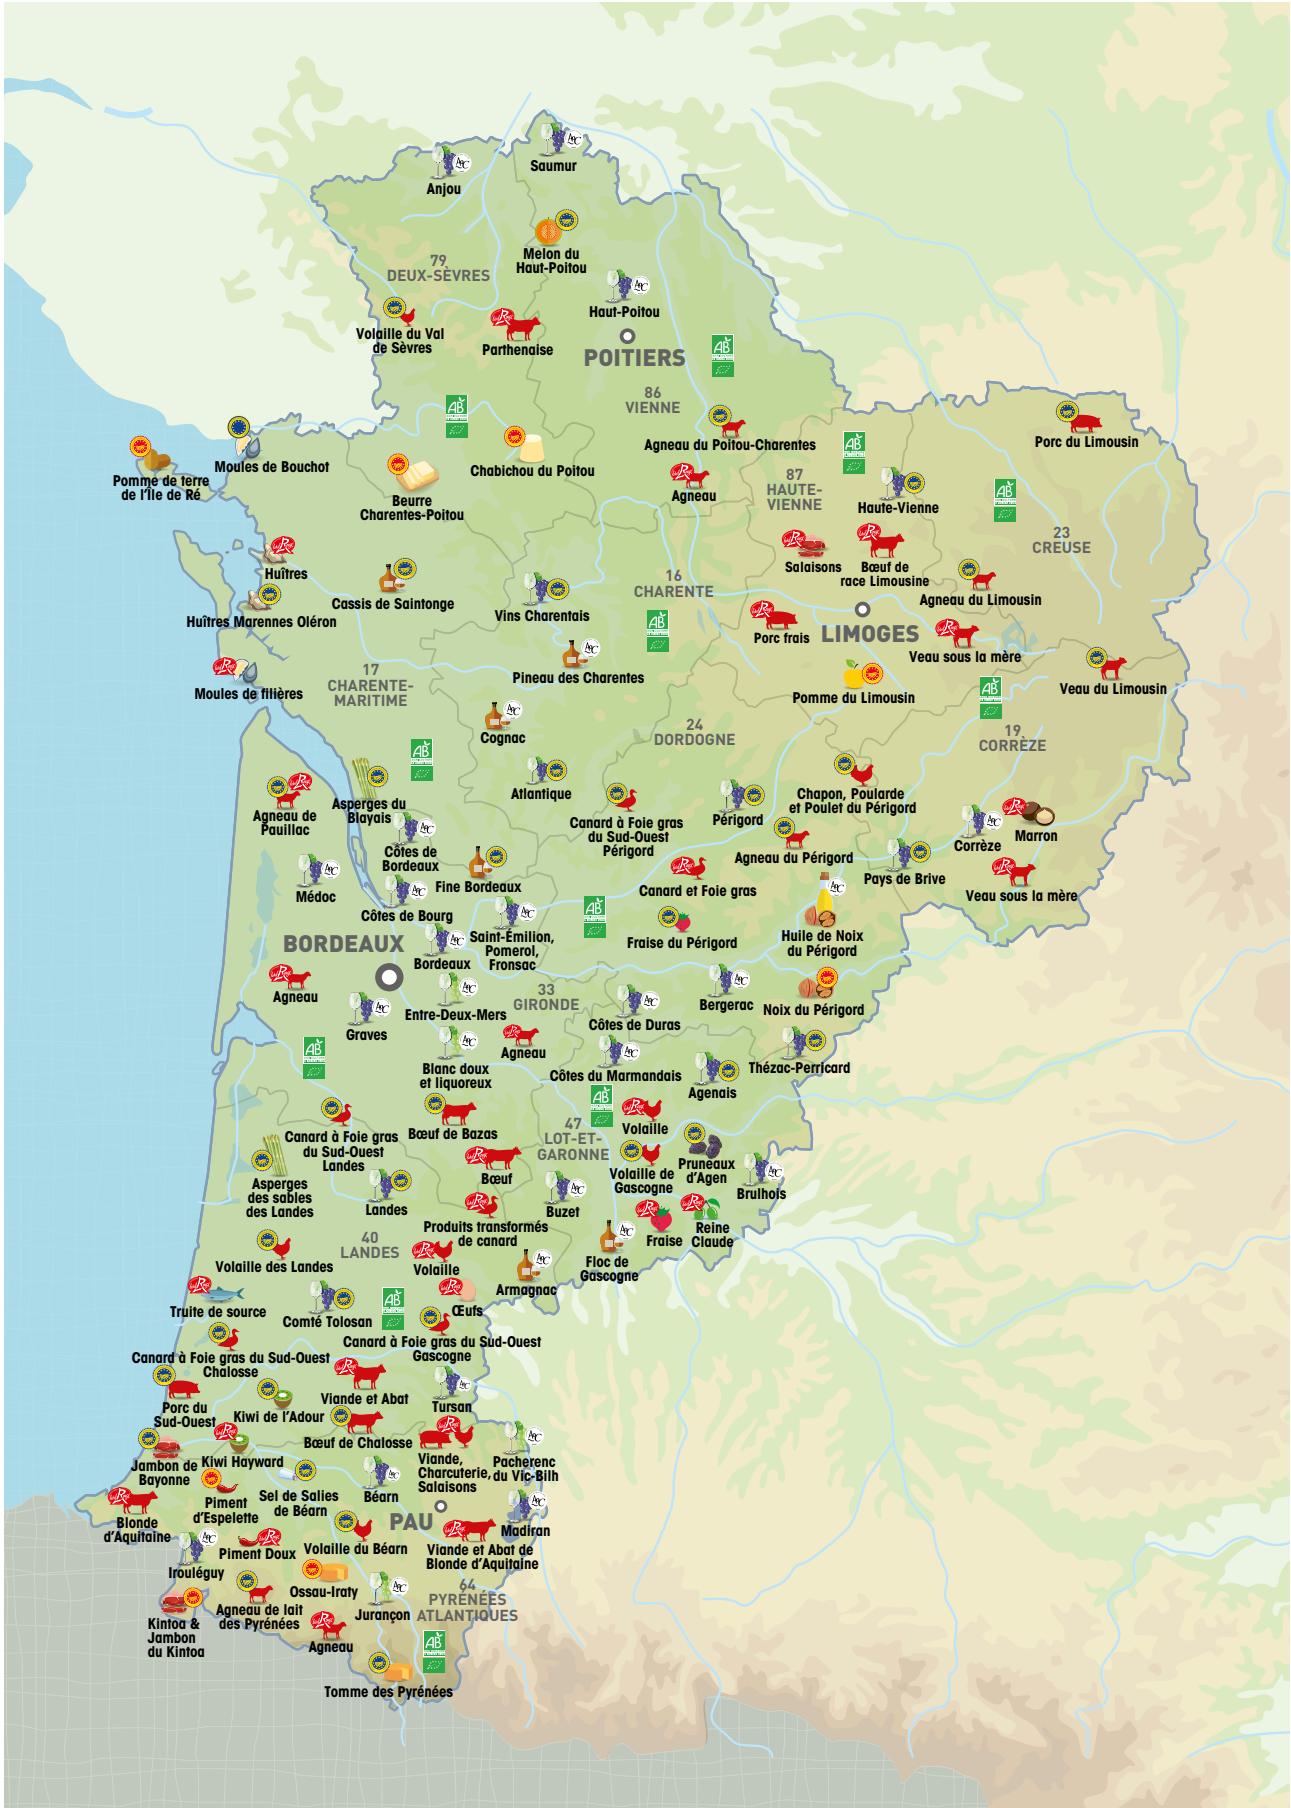 Saumur
Anjou
Melon du
Haut-Poitou
79
DEUX-SÈVRES
Haut-Poitou
Volaille du Val
de Sèvres
Parthenaise
POITIERS
86
VIENNE
AB
AB
Agneau du Poitou-Charentes
Porc du Limousin
AB
Moules de Bouchot
Pomme de terre
de l'Île de Ré
Chabichou du Poitou
Beurre
Charentes-Poitou
Agneau
87
HAUTE-
VIENNE
Haute-Vienne
AB
23
CREUSE
Huîtres
Salaisons
Bœuf de
race Limousine
Cassis de Saintonge
Vins Charentais
16
CHARENTE
Agneau du Limousin
Huîtres Marennes Oléron
AB
Porc frais
LIMOGES
Veau sous la mère
17
CHARENTE-
MARITIME
Pineau des Charentes
Moules de filières
Pomme du Limousin
AB
Veau du Limousin
Cognac
24
DORDOGNE
19
CORRÈZE
AB
Atlantique
Asperges du
Blayais
Agneau de
Pauillac
Canard à Foie gras
du Sud-Ouest
Périgord
Périgord
Chapon, Poularde
et Poulet du Périgord
Corrèze
Marron
Côtes de
Bordeaux
Agneau du Périgord
Pays de Brive
Médoc
Fine Bordeaux
Canard et Foie gras
Veau sous la mère
Côtes de Bourg
AB
Saint-Émilion,
Pomerol,
Fronsac
Fraise du Périgord
Huile de Noix
du Périgord
BORDEAUX
Bordeaux
Agneau
Entre-Deux-Mers
33
GIRONDE
Bergerac
Noix du Périgord
Graves
Côtes de Duras
AB
Agneau
Blanc doux
et liquoreux
Côtes du Marmandais
Agenais
Thézac-Perricard
AB
Canard à Foie gras
du Sud-Ouest
Landes
Bœuf de Bazas
47
LOT-ET-
GARONNE
Volaille
Asperges
des sables
des Landes
Bœuf
Volaille de
Gascogne
Pruneaux
d'Agen
Brulhois
Landes
Buzet
Produits transformés
de canard
Fraise
Reine
Claude
40
LANDES
Volaille des Landes
Volaille
Floc de
Gascogne
Armagnac
Truite de source
Comté Tolosan
AB
Œufs
Canard à Foie gras du Sud-Ouest
Gascogne
Canard à Foie gras du Sud-Ouest
Chalosse
Viande et Abat
Tursan
Porc du
Sud-Ouest
Kiwi de l'Adour
Bœuf de Chalosse
Jambon de
Bayonne
Kiwi Hayward
Viande,
Charcuterie,
Salaisons
Pacherenc
du Vic-Bilh
Piment
d'Espelette
Sel de Salies
de Béarn
Béarn
Blonde
d'Aquitaine
PAU
Madiran
Piment Doux
Volaille du Béarn
Viande et Abat de
Blonde d'Aquitaine
Irouléguy
Ossau-Iraty
64
PYRÉNÉES
ATLANTIQUES
Jurançon
Agneau de lait
des Pyrénées
Kintoa &
Jambon
du Kintoa
Agneau
AB
Tomme des Pyrénées